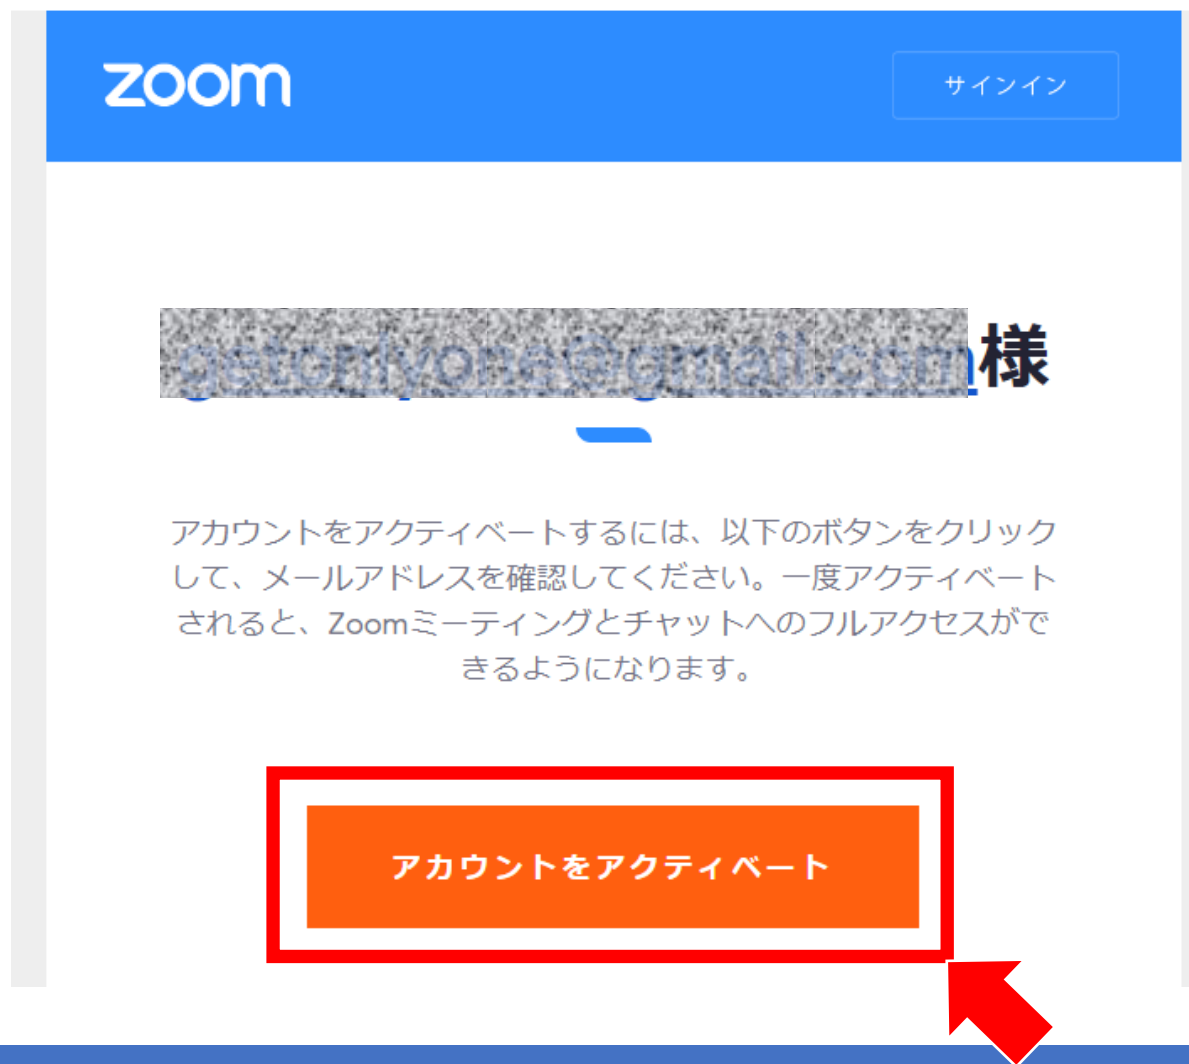 zoom
サインイン
様
アカウントをアクティベートするには、以下のボタンをクリック
して、メールアドレスを確認してください。一度アクティベート
されると、Zoomミーティングとチャットへのフルアクセスがで
きるようになります。
アカウントをアクティベート